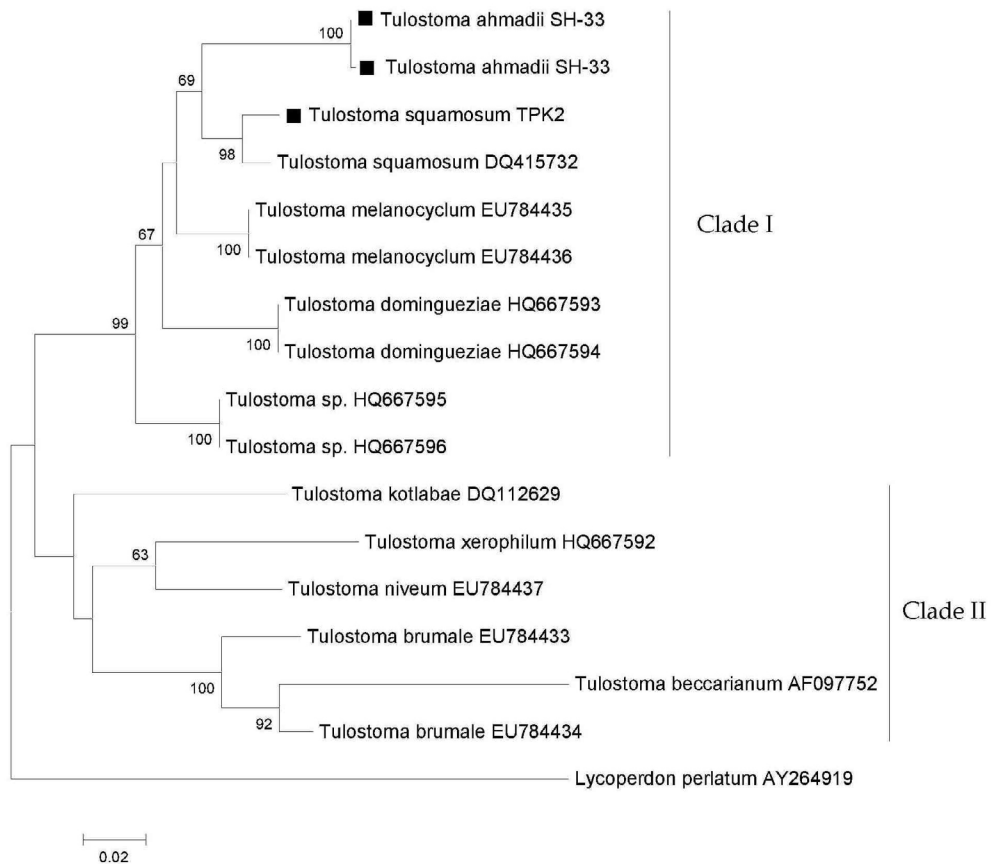 100
Tulostoma ahmadii SH-33
Tulostoma ahmadii SH-33
69
Tulostoma squamosum TPK2
98
Tulostoma squamosum DQ415732
Tulostoma melanocyclum EU784435
Clade I
67
100
Tulostoma melanocyclum EU784436
Tulostoma domingueziae HQ667593
99
100
Tulostoma domingueziae HQ667594
Tulostoma sp. HQ667595
100
Tulostoma sp. HQ667596
Tulostoma kotlabae DQ112629
63
Tulostoma xerophilum HQ667592
Tulostoma niveum EU784437
Clade II
Tulostoma brumale EU784433
100
Tulostoma beccarianum AF097752
92
Tulostoma brumale EU784434
Lycoperdon perlatum AY264919
0.02